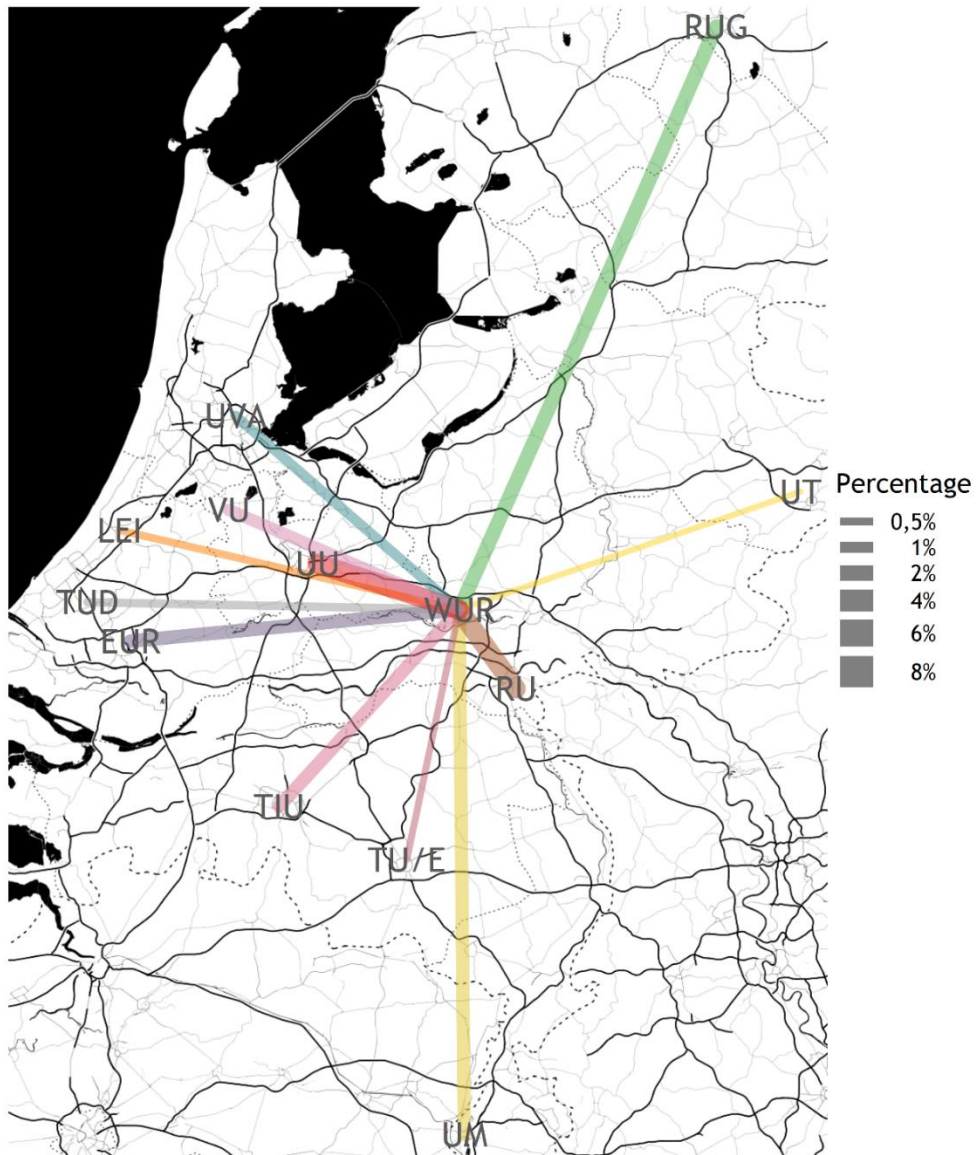 RUG
UVA
UT
VU
LEI
UU
TUD
WUR
EUR
RU
TIU
TU/E
UM
Percentage
0,5%
1%
2%
4%
6%
8%